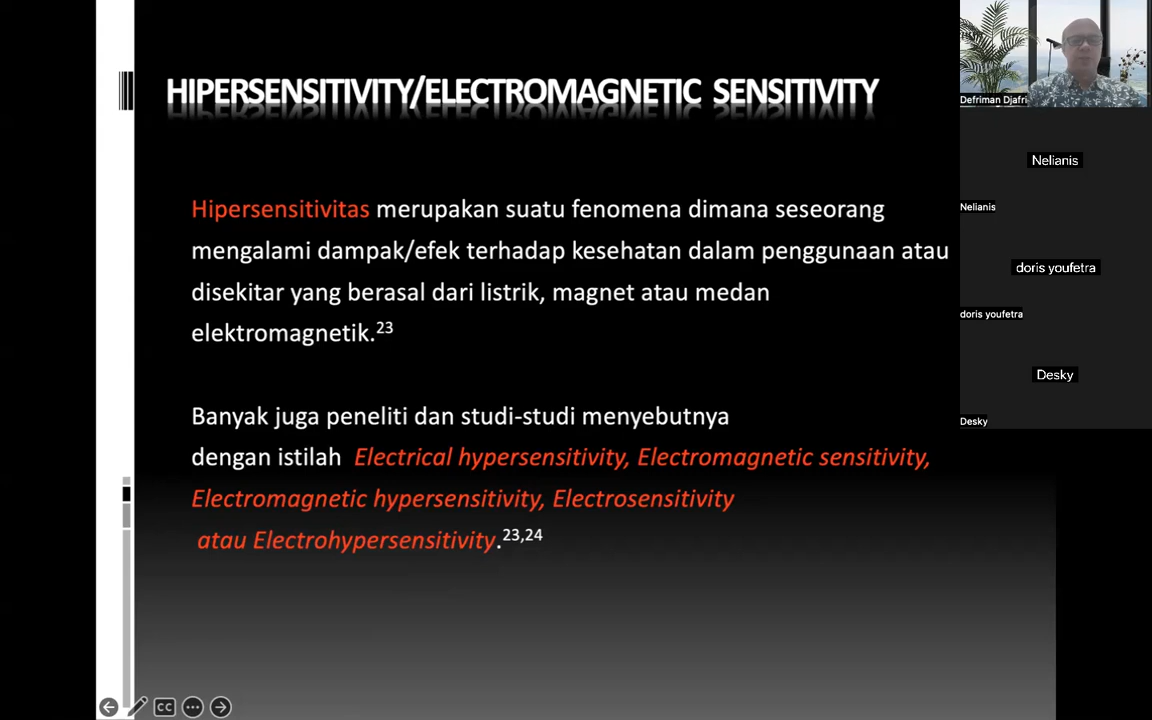 HIPERSENSITIVITY/ELECTROMAGNETIC SENSITIVITY
Hipersensitivitas merupakan suatu fenomena dimana seseorang
mengalami dampak/efek terhadap kesehatan dalam penggunaan atau
disekitar yang berasal dari listrik, magnet atau medan
elektromagnetik.23
Banyak juga peneliti dan studi-studi menyebutnya
dengan istilah Electrical hypersensitivity, Electromagnetic sensitivity,
Electromagnetic hypersensitivity, Electrosensitivity
atau Electrohypersensitivity.23,24
CC
Defriman Djafri
Nelianis
Nelianis
doris youfetra
doris youfetra
Desky
Desky